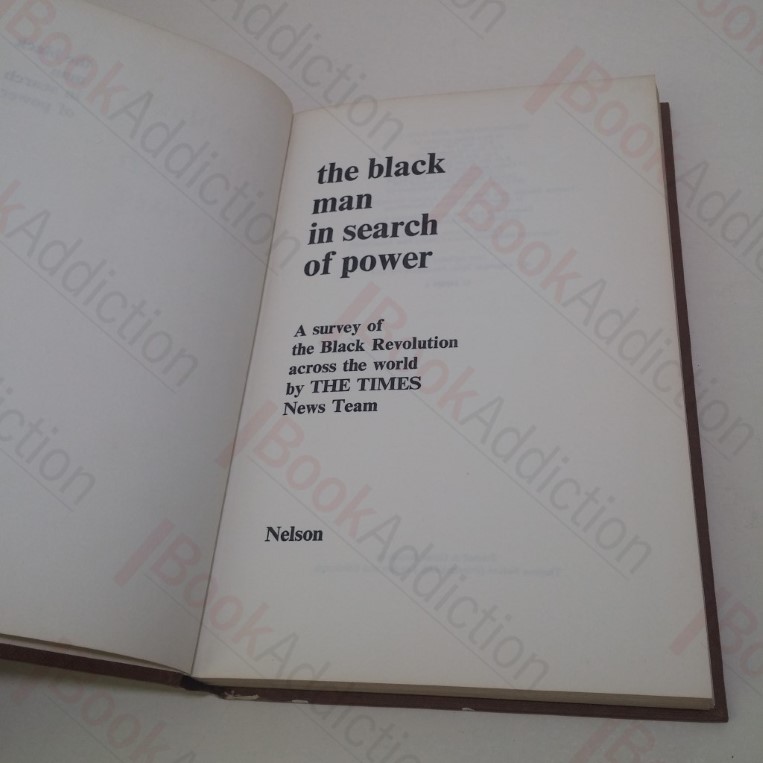 the black
man
in search
of power
A survey of
the Black Revolution
across the world
by THE TIMES
News Team
Nelson
BookAddiction